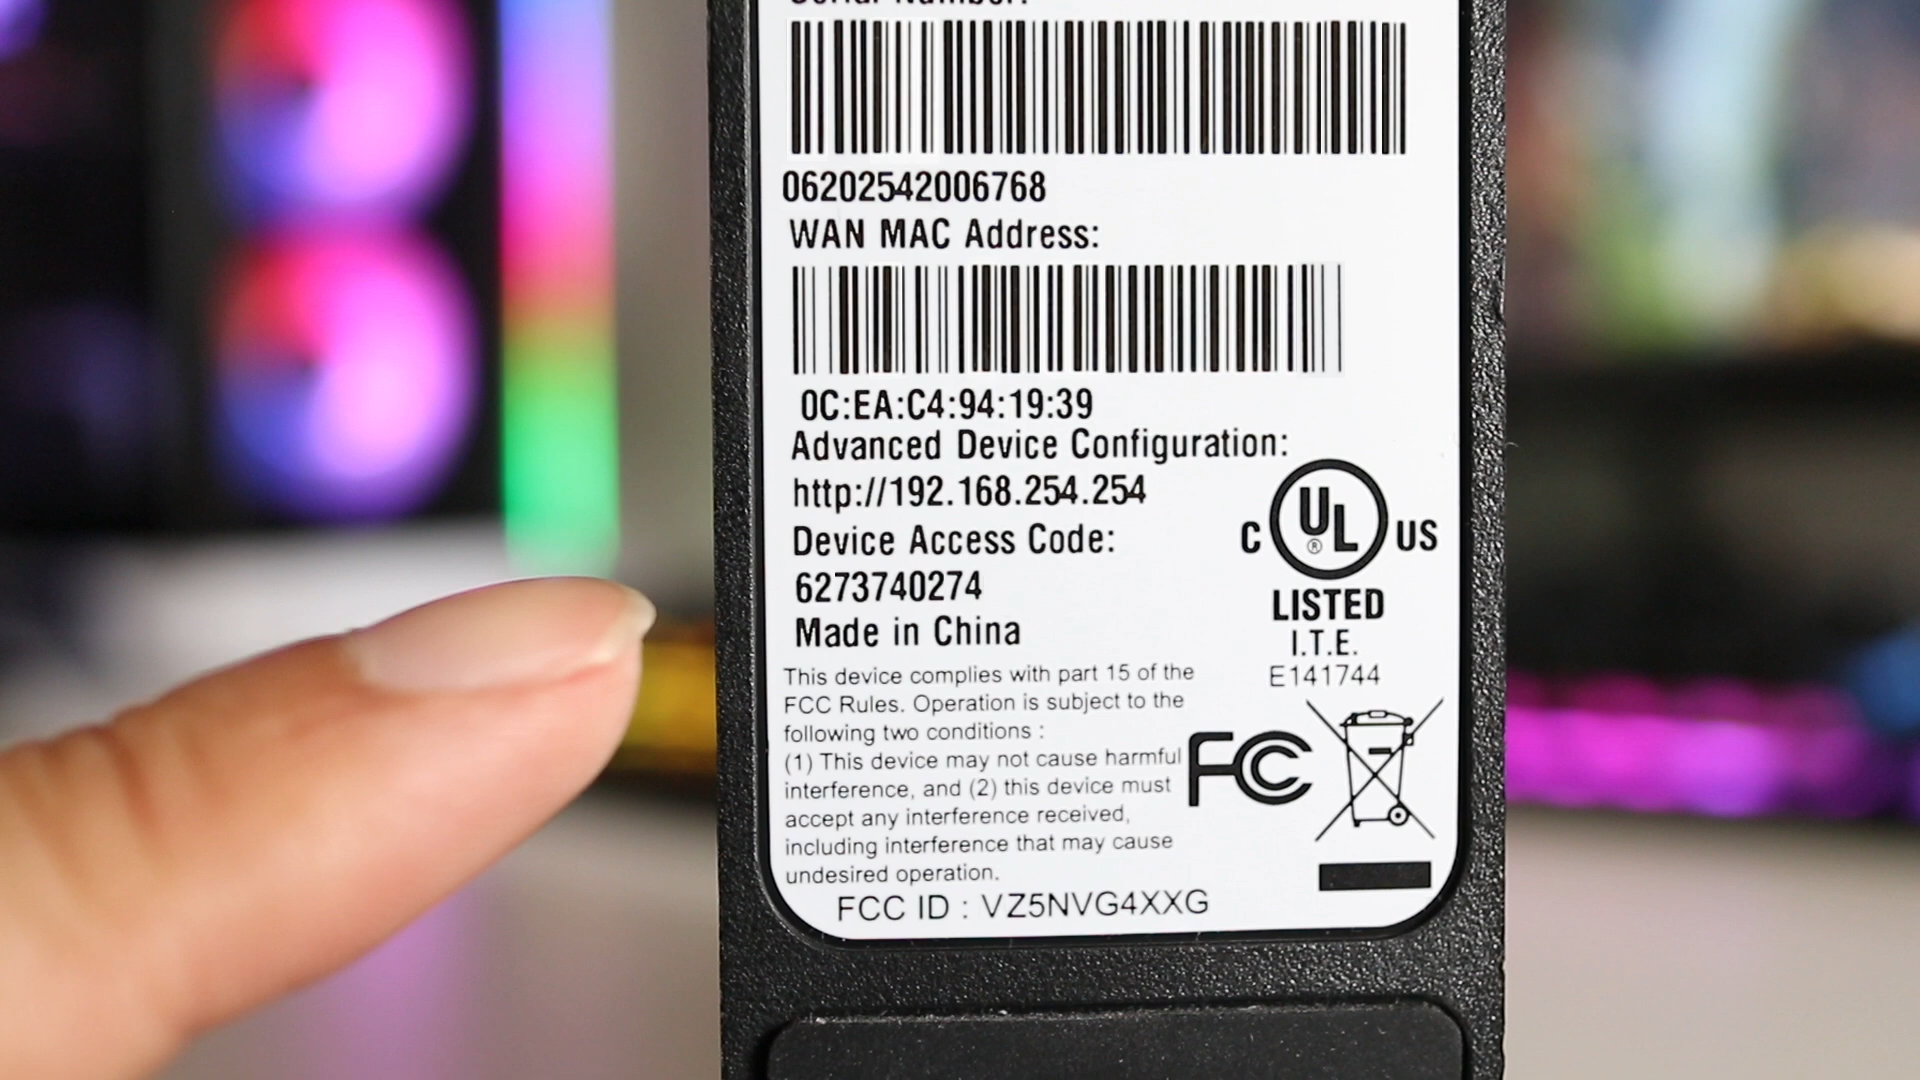 Serial Number:
06202542006768
WAN MAC Address:
0C:EA:C4:94:19:39
Advanced Device Configuration:
http://192.168.254.254
Device Access Code:
6273740274
Made in China
C UL ® US
LISTED
I.T.E.
E141744
This device complies with part 15 of the
FCC Rules. Operation is subject to the
following two conditions :
(1) This device may not cause harmful
interference, and (2) this device must
accept any interference received,
including interference that may cause
undesired operation.
FC
FCC ID : VZ5NVG4XXG